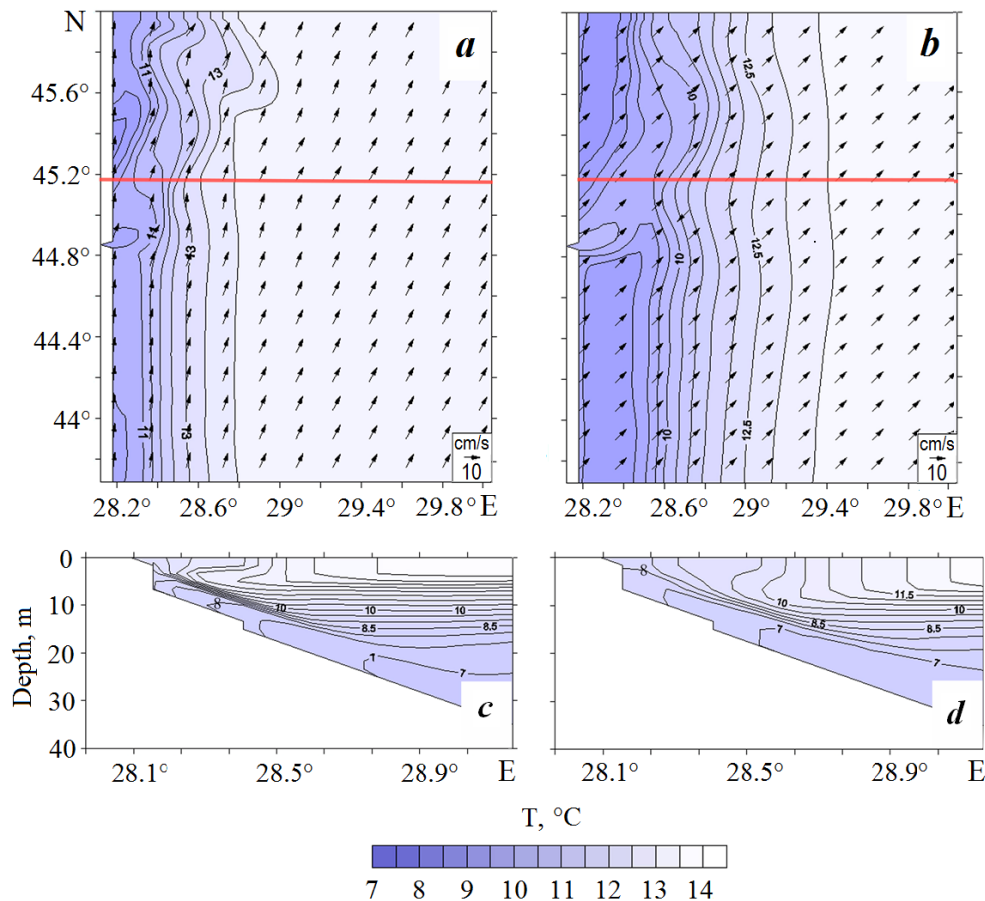 N
a
b
45.6°
45.2°
44.8°
44.4°
44°
11
13
11
13
11
13
12.5
10
12.5
10
12.5
10
cm/s
10
cm/s
10
28.2° 28.6° 29° 29.4° 29.8° E
28.2° 28.6° 29° 29.4° 29.8° E
Depth, m
0
10
20
30
40
8
10 10 10
8.5 8.5
7
7
c
8
11.5
10 10
8.5 8.5
7
7
d
28.1° 28.5° 28.9° E
28.1° 28.5° 28.9° E
T, °C
7 8 9 10 11 12 13 14